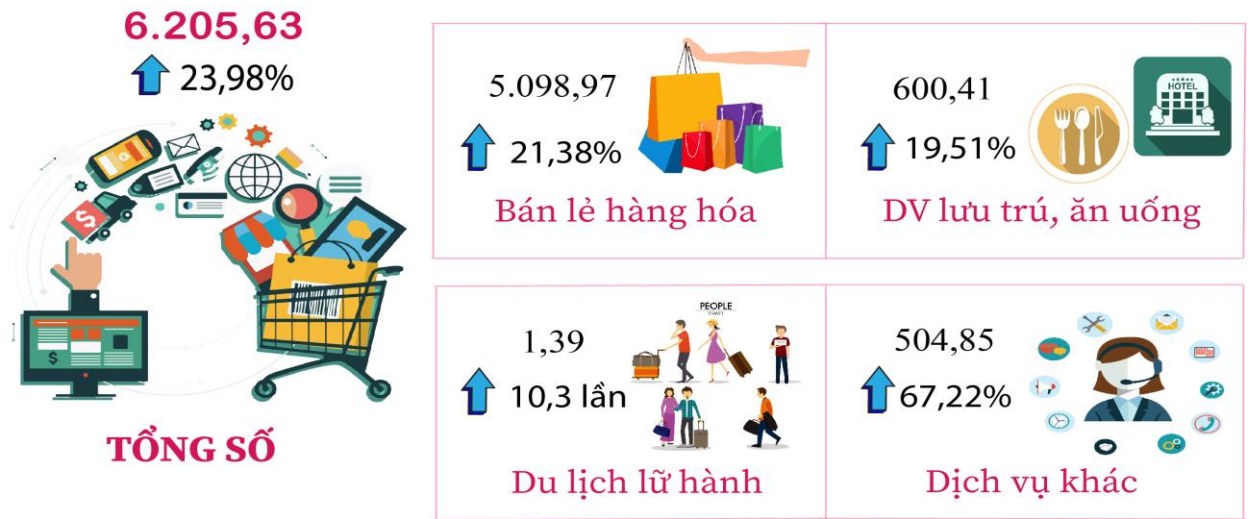 6.205,63
23,98%
$
$
TỔNG SỐ
5.098,97
21,38%
Bán lẻ hàng hóa
600,41
19,51%
HOTEL
DV lưu trú, ăn uống
1,39
10,3 lần
PEOPLE
Du lịch lữ hành
504,85
67,22%
Dịch vụ khác